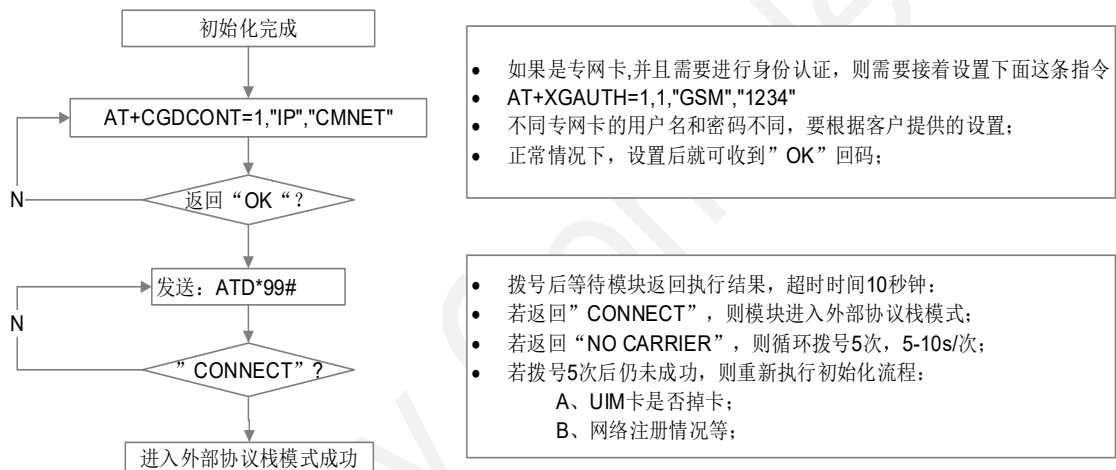 初始化完成
AT+CGDCONT=1,"IP","CMNET"
N
返回“OK“?
发送：ATD*99#
N
”CONNECT”?
进入外部协议栈模式成功
• 如果是专网卡,并且需要进行身份认证，则需要接着设置下面这条指令
• AT+XGAUTH=1,1,"GSM","1234"
• 不同专网卡的用户名和密码不同，要根据客户提供的设置；
• 正常情况下，设置后就可收到”OK”回码；
• 拨号后等待模块返回执行结果，超时时间10秒钟：
• 若返回”CONNECT”，则模块进入外部协议栈模式；
• 若返回“NO CARRIER”，则循环拨号5次，5-10s/次；
• 若拨号5次后仍未成功，则重新执行初始化流程：
A、UIM卡是否掉卡；
B、网络注册情况等；